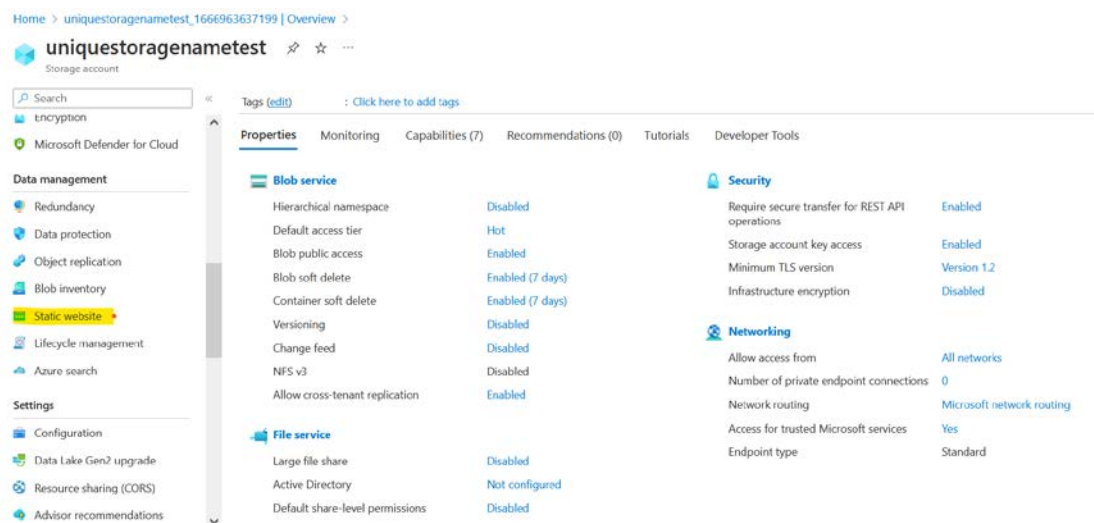 Home > uniquestoragenametest_1666963637199 | Overview >
uniquestoragenametest
Storage account
Search
Encryption
Microsoft Defender for Cloud
Data management
Redundancy
Data protection
Object replication
Blob inventory
Static website
Lifecycle management
Azure search
Settings
Configuration
Data Lake Gen2 upgrade
Resource sharing (CORS)
Advisor recommendations
Tags (edit) : Click here to add tags
Properties Monitoring Capabilities (7) Recommendations (0) Tutorials Developer Tools
Blob service
Hierarchical namespace Disabled
Default access tier Hot
Blob public access Enabled
Blob soft delete Enabled (7 days)
Container soft delete Enabled (7 days)
Versioning Disabled
Change feed Disabled
NFS v3 Disabled
Allow cross-tenant replication Enabled
File service
Large file share Disabled
Active Directory Not configured
Default share-level permissions Disabled
Security
Require secure transfer for REST API Enabled
operations
Storage account key access Enabled
Minimum TLS version Version 1.2
Infrastructure encryption Disabled
Networking
Allow access from All networks
Number of private endpoint connections 0
Network routing Microsoft network routing
Access for trusted Microsoft services Yes
Endpoint type Standard